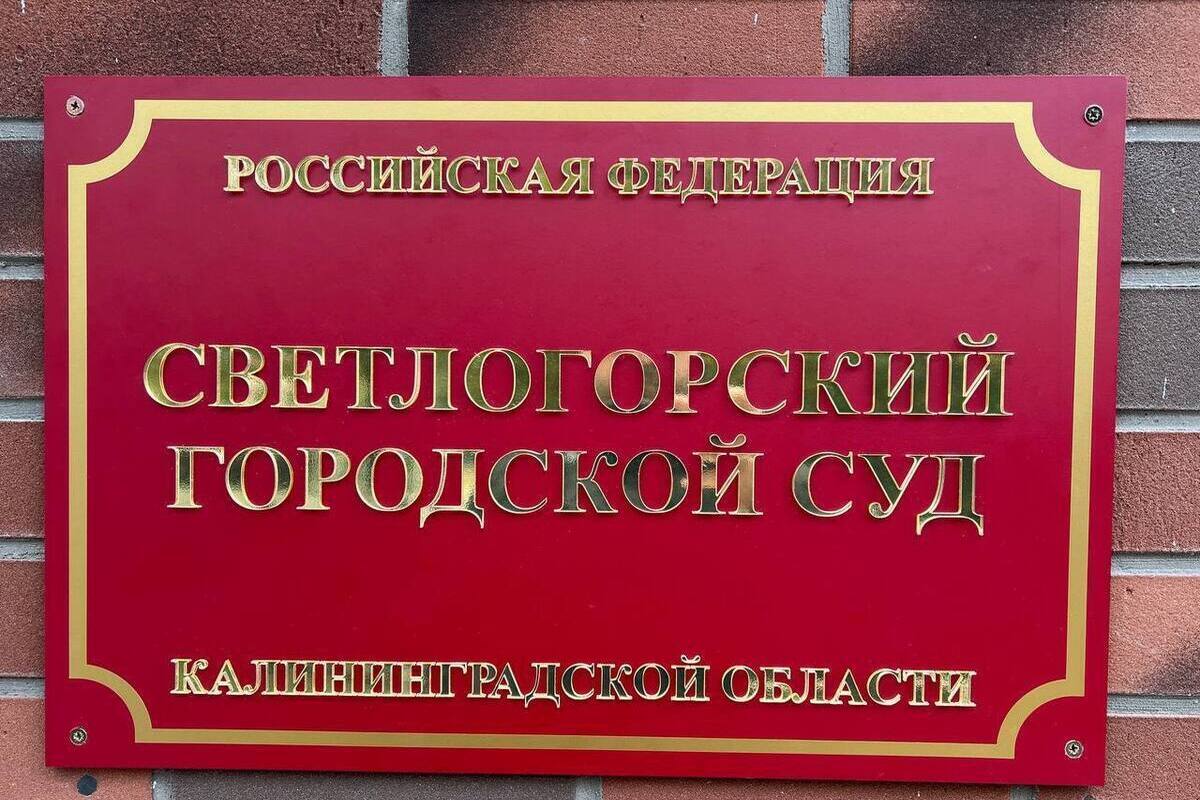 РОССИЙСКАЯ ФЕДЕРАЦИЯ
СВЕТЛОГОРСКИЙ
ГОРОДСКОЙ СУД
КАЛИНИНГРАДСКОЙ ОБЛАСТИ